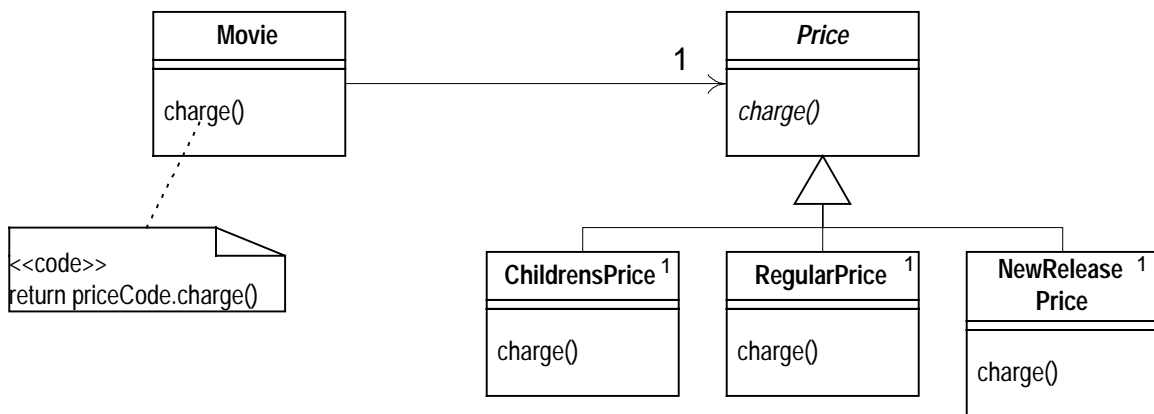 Movie
charge()
1
Price
charge()
<<code>>
return priceCode.charge()
ChildrensPrice 1
charge()
RegularPrice 1
charge()
NewRelease 1
Price
charge()